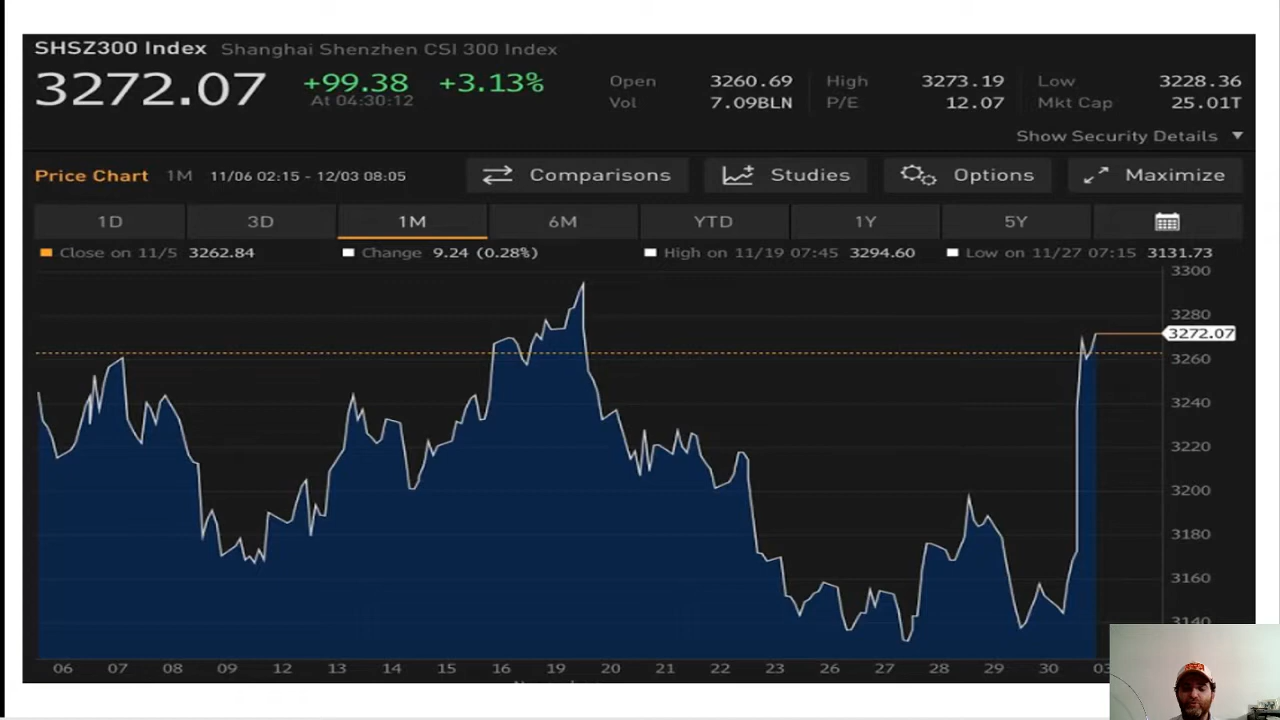 SHSZ300 Index Shanghai Shenzhen CSI 300 Index
3272.07 +99.38 +3.13%
At 04:30:12
Open 3260.69 High 3273.19 Low 3228.36
Vol 7.09BLN P/E 12.07 Mkt Cap 25.01T
Show Security Details
Price Chart 1M 11/06 02:15 - 12/03 08:05 Comparisons Studies Options Maximize
1D 3D 1M 6M YTD 1Y 5Y
Close on 11/5 3262.84 Change 9.24 (0.28%) High on 11/19 07:45 3294.60 Low on 11/27 07:15 3131.73
3300
3280
3272.07
3260
3240
3220
3200
3180
3160
3140
06 07 08 09 12 13 14 15 16 19 20 21 22 23 26 27 28 29 30 03